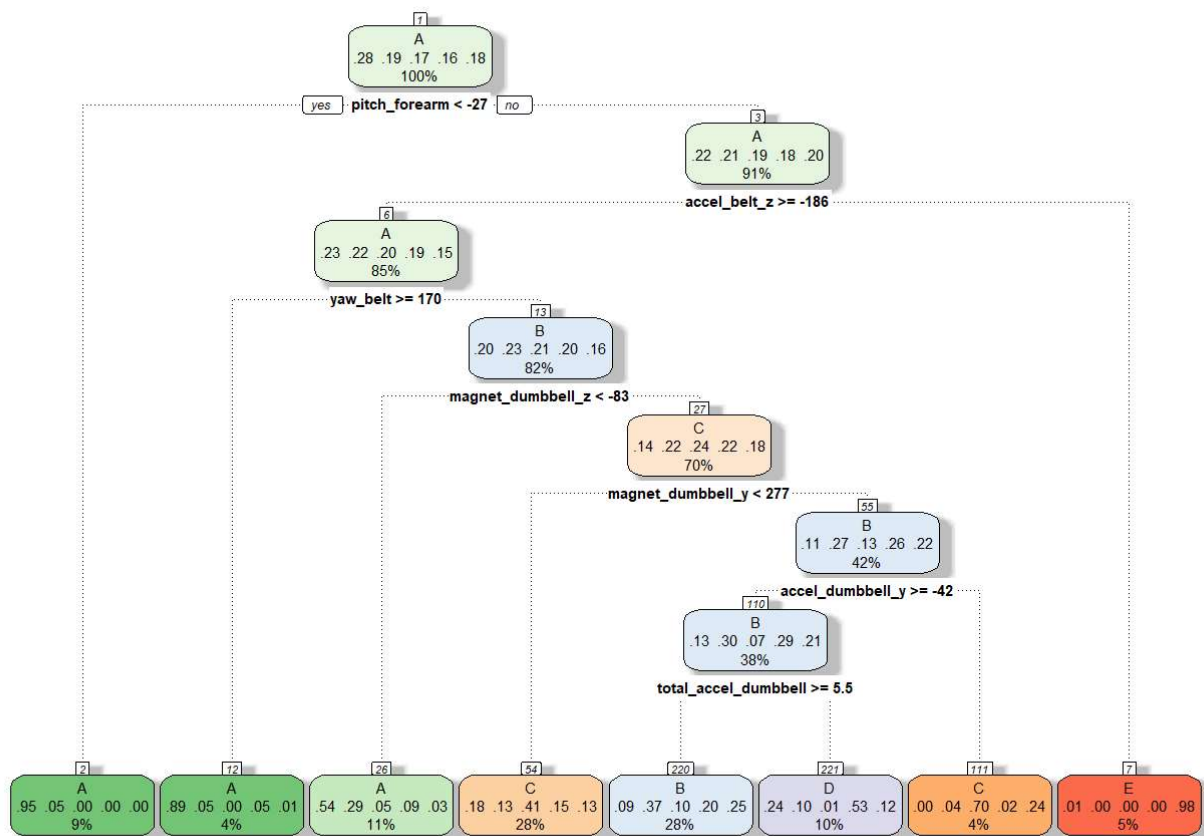 1
A
.28 .19 .17 .16 .18
100%
yes pitch_forearm < -27 no
3
A
.22 .21 .19 .18 .20
91%
accel_belt_z >= -186
6
A
.23 .22 .20 .19 .15
85%
yaw_belt >= 170
13
B
.20 .23 .21 .20 .16
82%
magnet_dumbbell_z < -83
27
C
.14 .22 .24 .22 .18
70%
magnet_dumbbell_y < 277
55
B
.11 .27 .13 .26 .22
42%
accel_dumbbell_y >= -42
110
B
.13 .30 .07 .29 .21
38%
total_accel_dumbbell >= 5.5
2
A
.95 .05 .00 .00 .00
9%
12
A
.89 .05 .00 .05 .01
4%
26
A
.54 .29 .05 .09 .03
11%
54
C
.18 .13 .41 .15 .13
28%
220
B
.09 .37 .10 .20 .25
28%
221
D
.24 .10 .01 .53 .12
10%
111
C
.00 .04 .70 .02 .24
4%
7
E
.01 .00 .00 .00 .98
5%